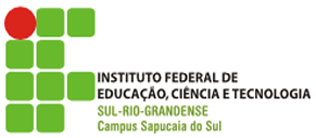 INSTITUTO FEDERAL DE
EDUCAÇÃO, CIÊNCIA E TECNOLOGIA
SUL-RIO-GRANDENSE
Campus Sapucaia do Sul